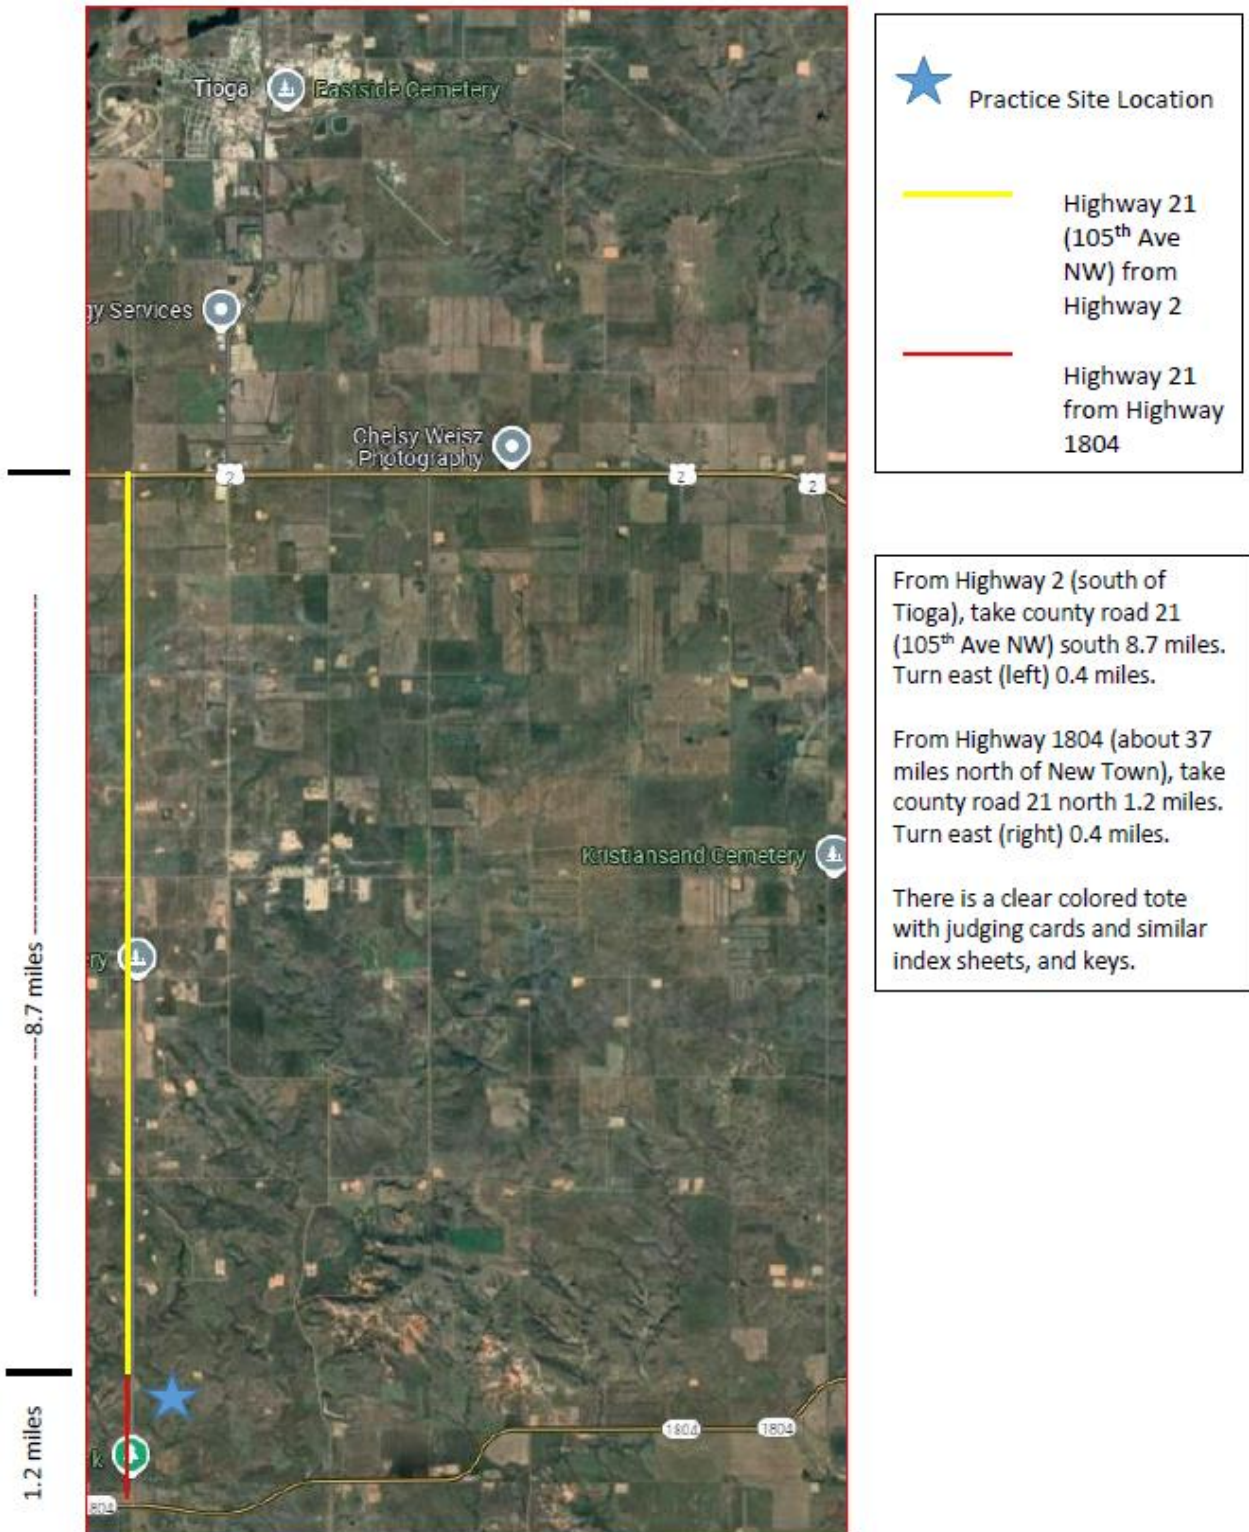 Tioga
Eastside Cemetery
gy Services
Chelsy Weisz
Photography
2
2
2
Kristiansand Cemetery
ry
k
1804
1804
804
8.7 miles
1.2 miles
Practice Site Location
Highway 21
(105th Ave
NW) from
Highway 2
Highway 21
from Highway
1804
From Highway 2 (south of
Tioga), take county road 21
(105th Ave NW) south 8.7 miles.
Turn east (left) 0.4 miles.
From Highway 1804 (about 37
miles north of New Town), take
county road 21 north 1.2 miles.
Turn east (right) 0.4 miles.
There is a clear colored tote
with judging cards and similar
index sheets, and keys.